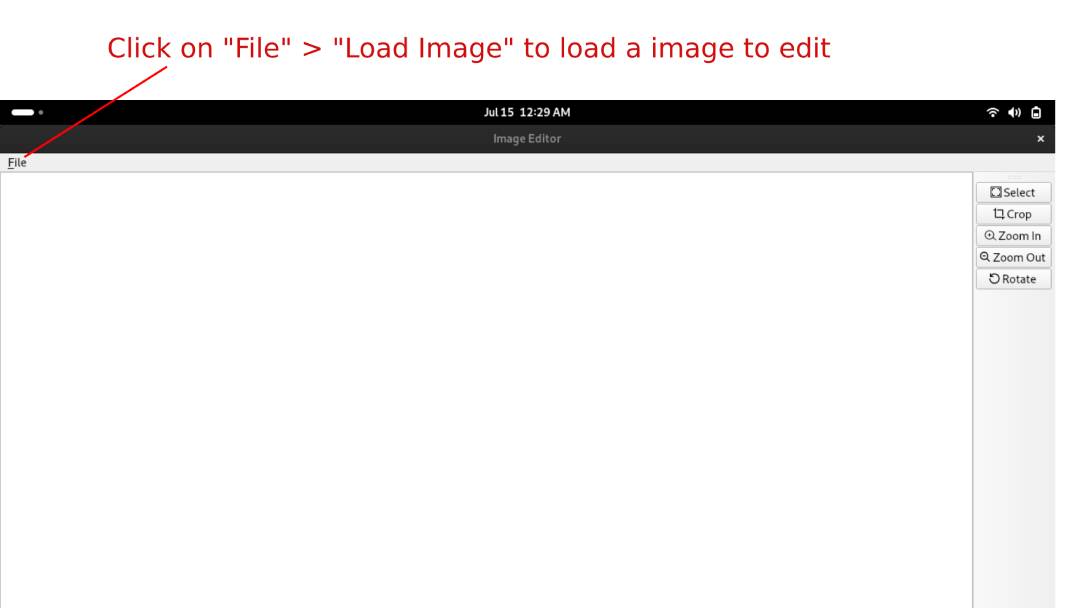 Click on "File" > "Load Image" to load a image to edit
Jul 15 12:29 AM
Image Editor
File
Select
Crop
Zoom In
Zoom Out
Rotate